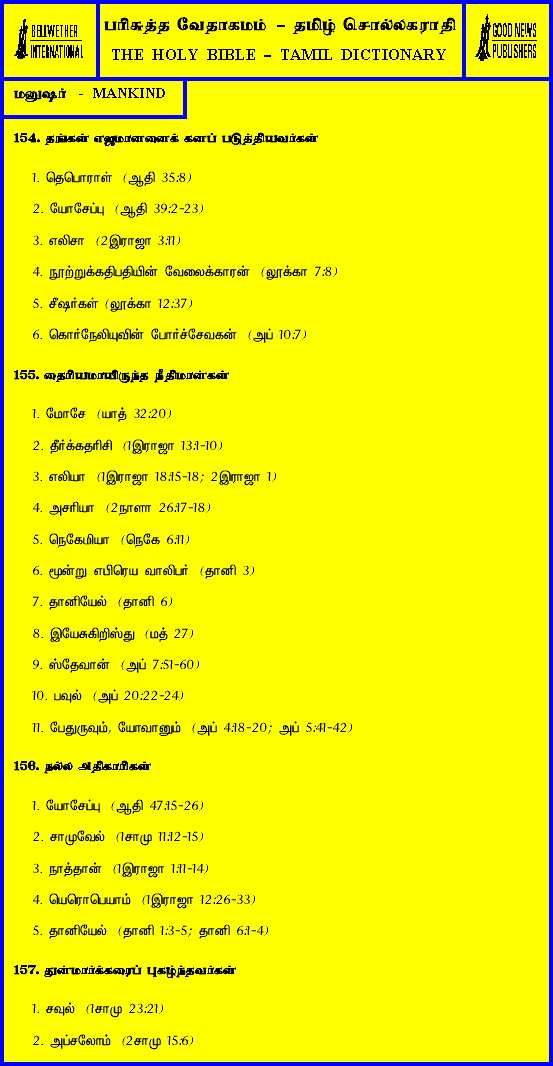 BELLWETHER
INTERNATIONAL
பரிசுத்த வேதாகமம் – தமிழ் சொல்லகராதி
THE HOLY BIBLE – TAMIL DICTIONARY
GOOD NEWS
PUBLISHERS
மனுஷர் - MANKIND
154. தங்கள் எஜமானனைக் கனப் படுத்தியவர்கள்
1. தெபொராள் (ஆதி 35:8)
2. யோசேப்பு (ஆதி 39:2-23)
3. எலிசா (2இராஜா 3:11)
4. நூற்றுக்கதிபதியின் வேலைக்காரன் (லூக்கா 7:8)
5. சீஷர்கள் (லூக்கா 12:37)
6. கொர்நேலியுவின் போர்ச்சேவகன் (அப் 10:7)
155. தைரியமாயிருந்த நீதிமான்கள்
1. மோசே (யாத் 32:20)
2. தீர்க்கதரிசி (1இராஜா 13:1-10)
3. எலியா (1இராஜா 18:15-18; 2இராஜா 1)
4. அசரியா (2நாளா 26:17-18)
5. நெகேமியா (நெகே 6:11)
6. மூன்று எபிரெய வாலிபர் (தானி 3)
7. தானியேல் (தானி 6)
8. இயேசுகிறிஸ்து (மத் 27)
9. ஸ்தேவான் (அப் 7:51-60)
10. பவுல் (அப் 20:22-24)
11. பேதுருவும், யோவானும் (அப் 4:18-20; அப் 5:41-42)
156. நல்ல அதிகாரிகள்
1. யோசேப்பு (ஆதி 47:15-26)
2. சாமுவேல் (1சாமு 11:12-15)
3. நாத்தான் (1இராஜா 1:11-14)
4. யெரொபெயாம் (1இராஜா 12:26-33)
5. தானியேல் (தானி 1:3-5; தானி 6:1-4)
157. துன்மார்க்கரைப் புகழ்ந்தவர்கள்
1. சவுல் (1சாமு 23:21)
2. அப்சலோம் (2சாமு 15:6)